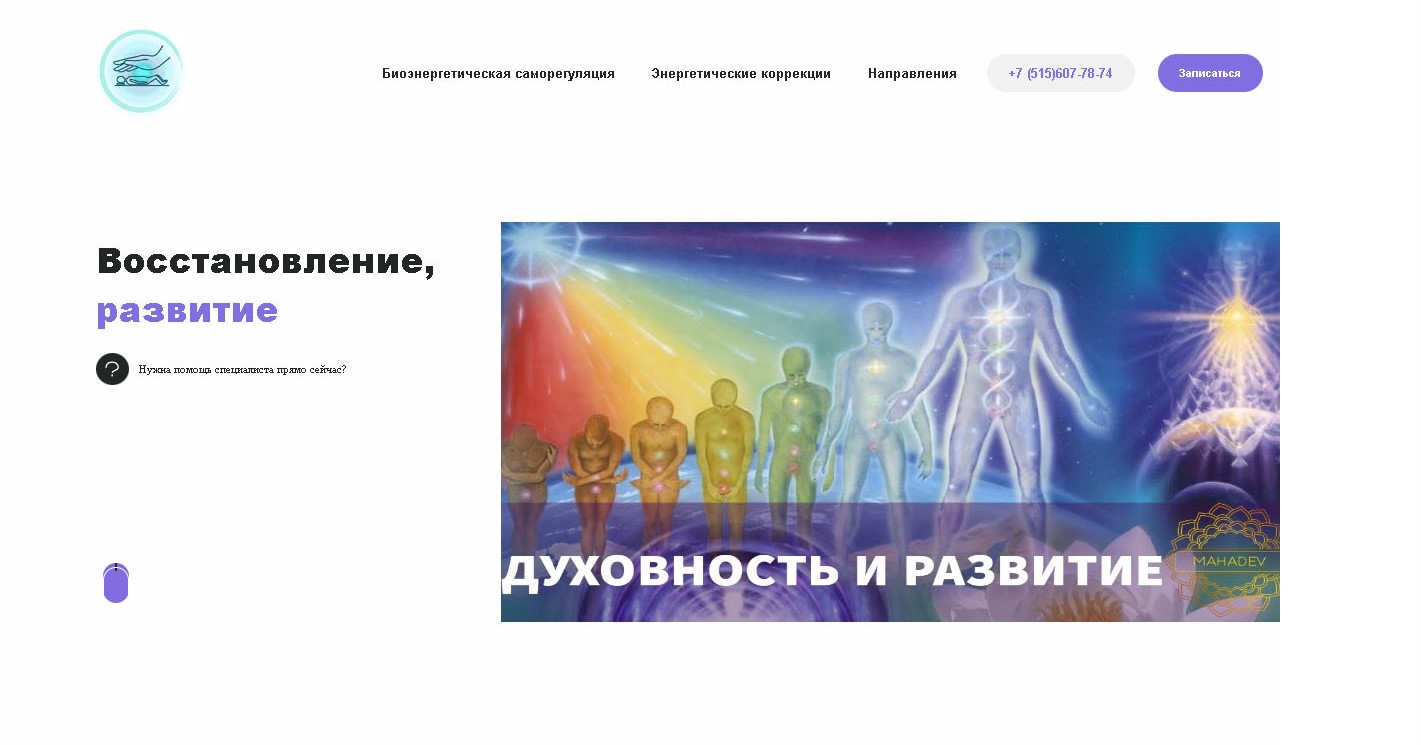 Биоэнергетическая саморегуляция
Энергетические коррекции
Направления
+7 (515)607-78-74
Записаться
Восстановление,
развитие
?
Нужна помощь специалиста прямо сейчас?
ДУХОВНОСТЬ И РАЗВИТИЕ
MAHADEV